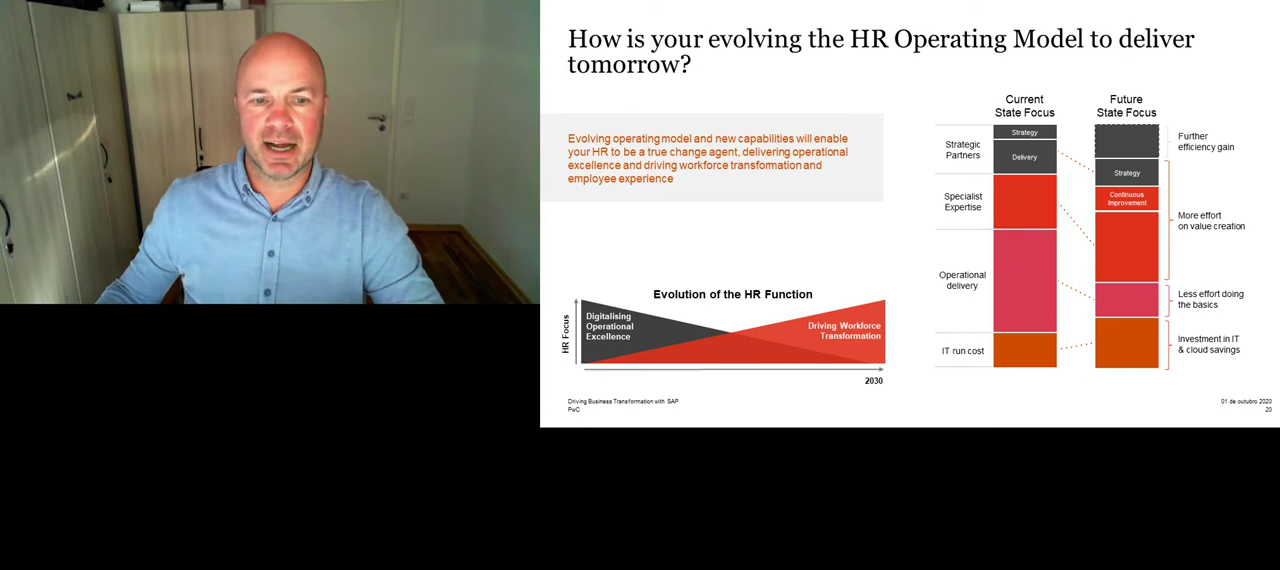 How is your evolving the HR Operating Model to deliver
tomorrow?
Evolving operating model and new capabilities will enable
your HR to be a true change agent, delivering operational
excellence and driving workforce transformation and
employee experience
Evolution of the HR Function
HR Focus
Digitalising
Operational
Excellence
Driving Workforce
Transformation
2030
Current
State Focus
Future
State Focus
Strategic
Partners
Specialist
Expertise
Operational
delivery
IT run cost
Strategy
Delivery
Strategy
Continuous
Improvement
Further
efficiency gain
More effort
on value creation
Less effort doing
the basics
Investment in IT
& cloud savings
Driving Business Transformation with SAP
PwC
01 de outubro 2020
20